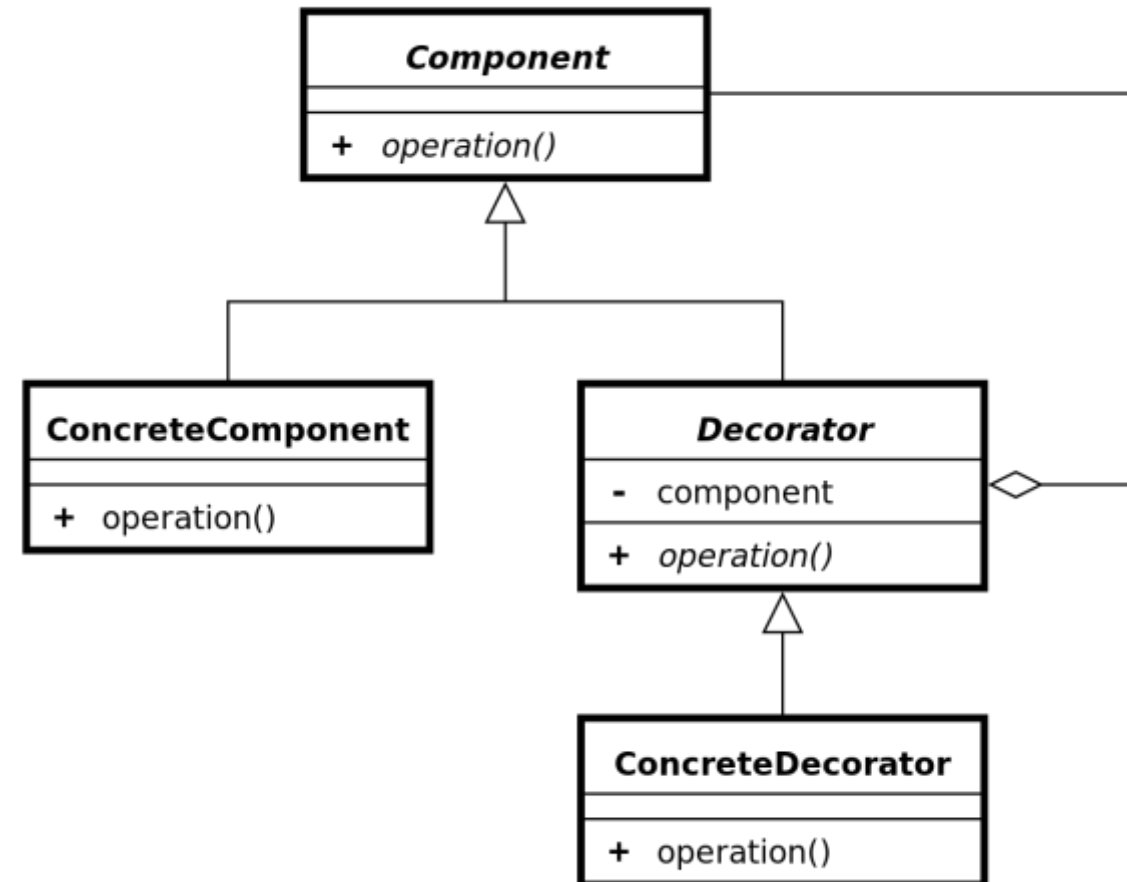 Component
+ operation()
ConcreteComponent
+ operation()
Decorator
- component
+ operation()
ConcreteDecorator
+ operation()